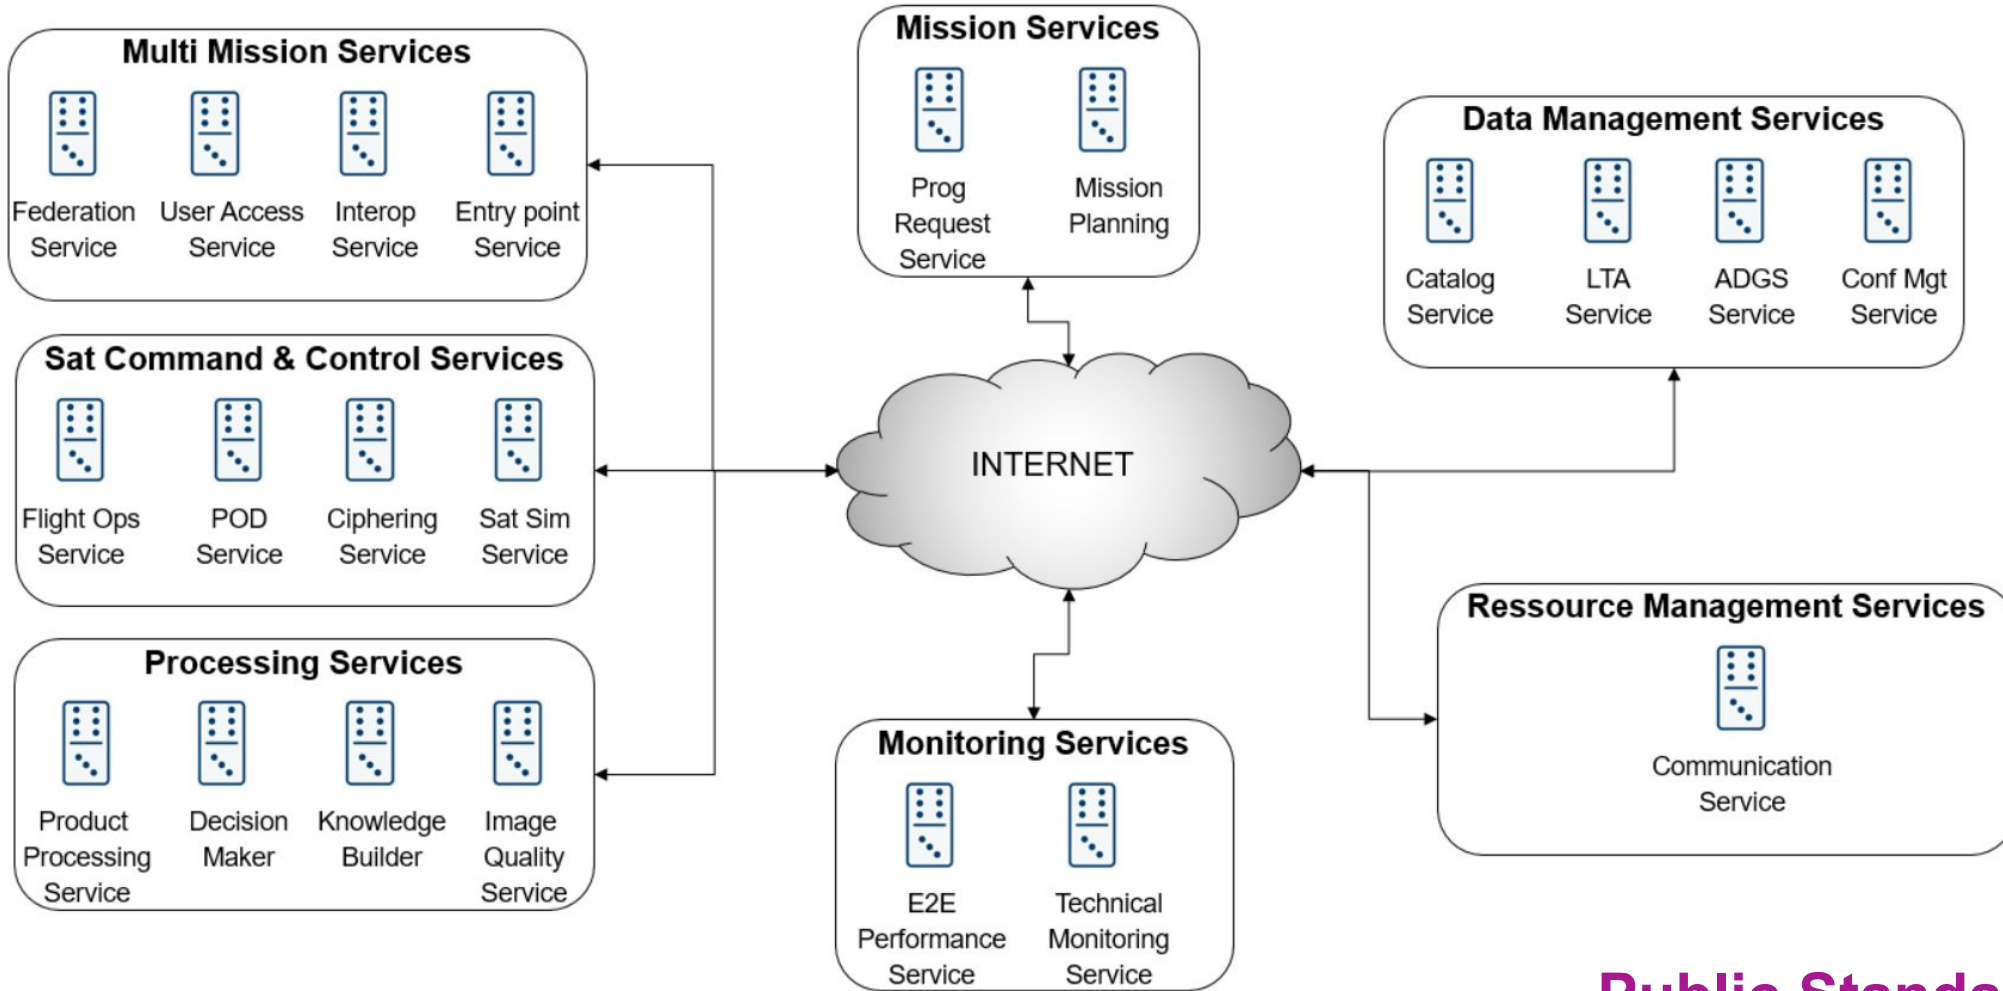 Multi Mission Services
Federation
Service
User Access
Service
Interop
Service
Entry point
Service
Mission Services
Prog
Request
Service
Mission
Planning
Data Management Services
Catalog
Service
LTA
Service
ADGS
Service
Conf Mgt
Service
Sat Command & Control Services
Flight Ops
Service
POD
Service
Ciphering
Service
Sat Sim
Service
INTERNET
Ressource Management Services
Communication
Service
Processing Services
Product
Processing
Service
Decision
Maker
Knowledge
Builder
Image
Quality
Service
Monitoring Services
E2E
Performance
Service
Technical
Monitoring
Service
Public